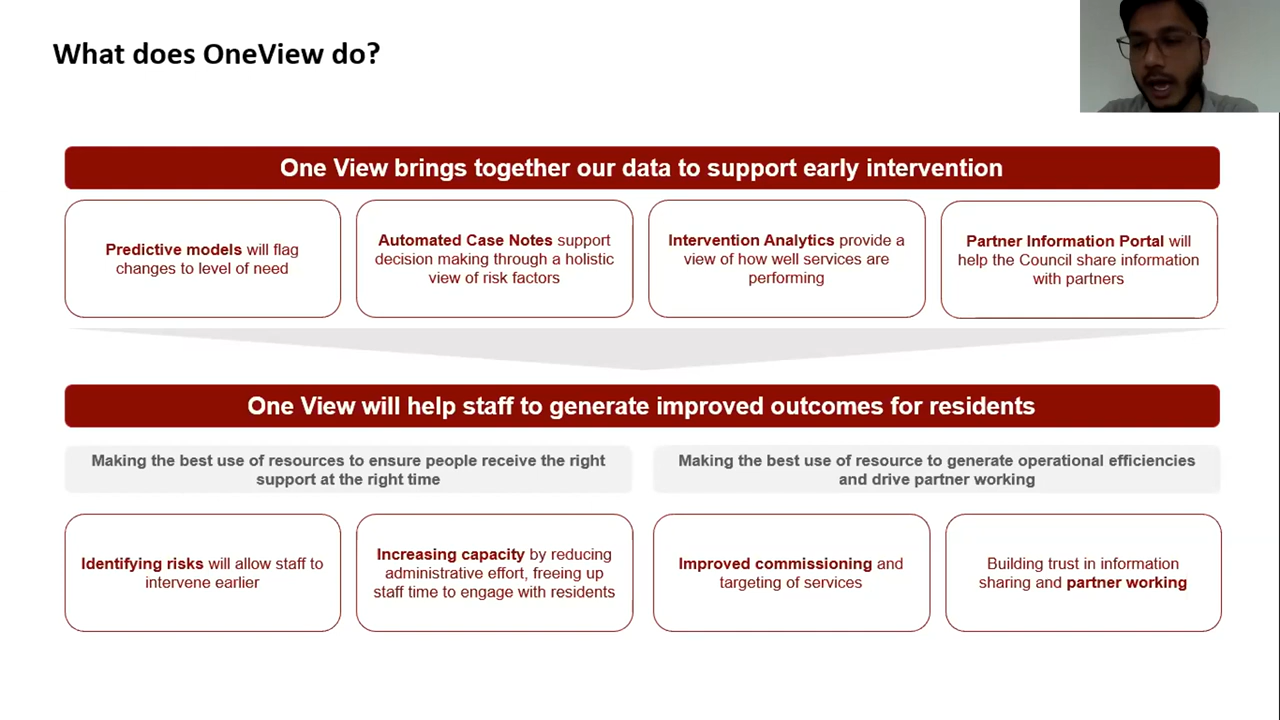 What does OneView do?
One View brings together our data to support early intervention
Predictive models will flag
changes to level of need
Automated Case Notes support
decision making through a holistic
view of risk factors
Intervention Analytics provide a
view of how well services are
performing
Partner Information Portal will
help the Council share information
with partners
One View will help staff to generate improved outcomes for residents
Making the best use of resources to ensure people receive the right
support at the right time
Making the best use of resource to generate operational efficiencies
and drive partner working
Identifying risks will allow staff to
intervene earlier
Increasing capacity by reducing
administrative effort, freeing up
staff time to engage with residents
Improved commissioning and
targeting of services
Building trust in information
sharing and partner working